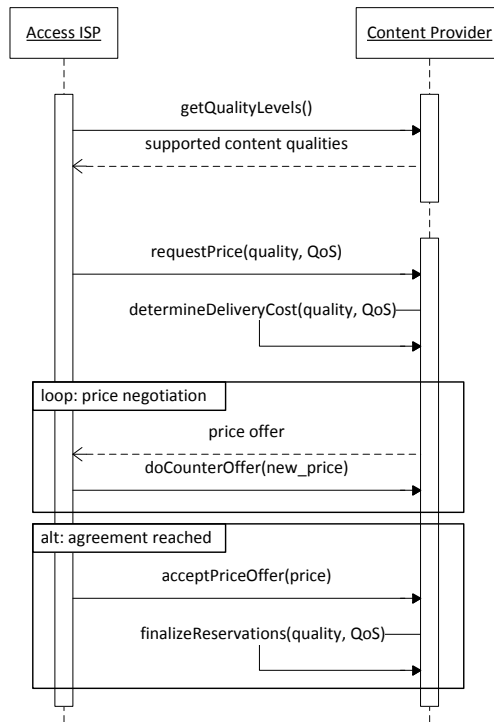 Access ISP
Content Provider
getQualityLevels()
supported content qualities
requestPrice(quality, QoS)
determineDeliveryCost(quality, QoS)
loop: price negotiation
price offer
doCounterOffer(new_price)
alt: agreement reached
acceptPriceOffer(price)
finalizeReservations(quality, QoS)